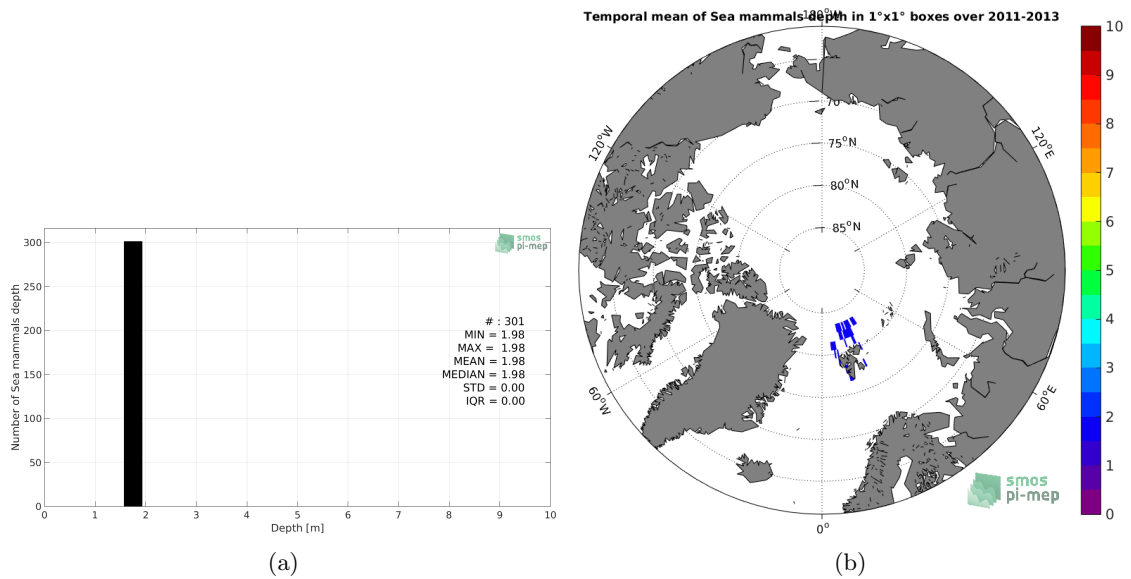 300
250
200
150
100
50
0
Number of Sea mammals depth
smos
pi-mep
# : 301
MIN = 1.98
MAX = 1.98
MEAN = 1.98
MEDIAN = 1.98
STD = 0.00
IQR = 0.00
0 1 2 3 4 5 6 7 8 9 10
Depth [m]
(a)
Temporal mean of Sea mammals depth in 1°x1° boxes over 2011-2013
180°W
120°W
120°E
70
75°N
80°N
85°N
60°W
60°E
0°
smos
pi-mep
10
9
8
7
6
5
4
3
2
1
0
(b)